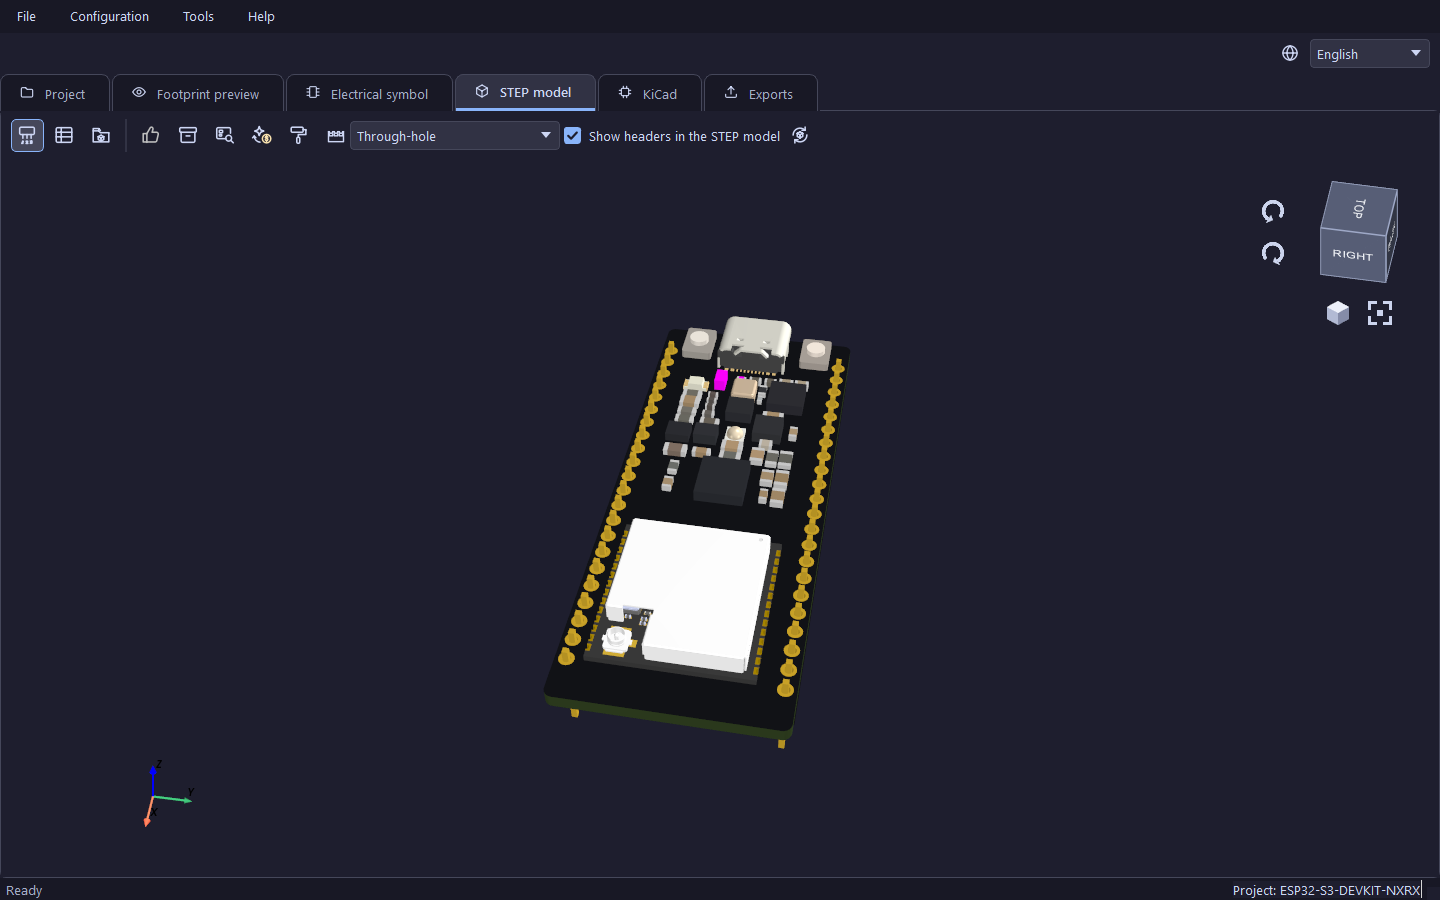 File Configuration Tools Help
English
Project Footprint preview Electrical symbol STEP model KiCad Exports
Through-hole Show headers in the STEP model
TOP
RIGHT
Z
Y
X
Ready Project: ESP32-S3-DEVKIT-NXRX